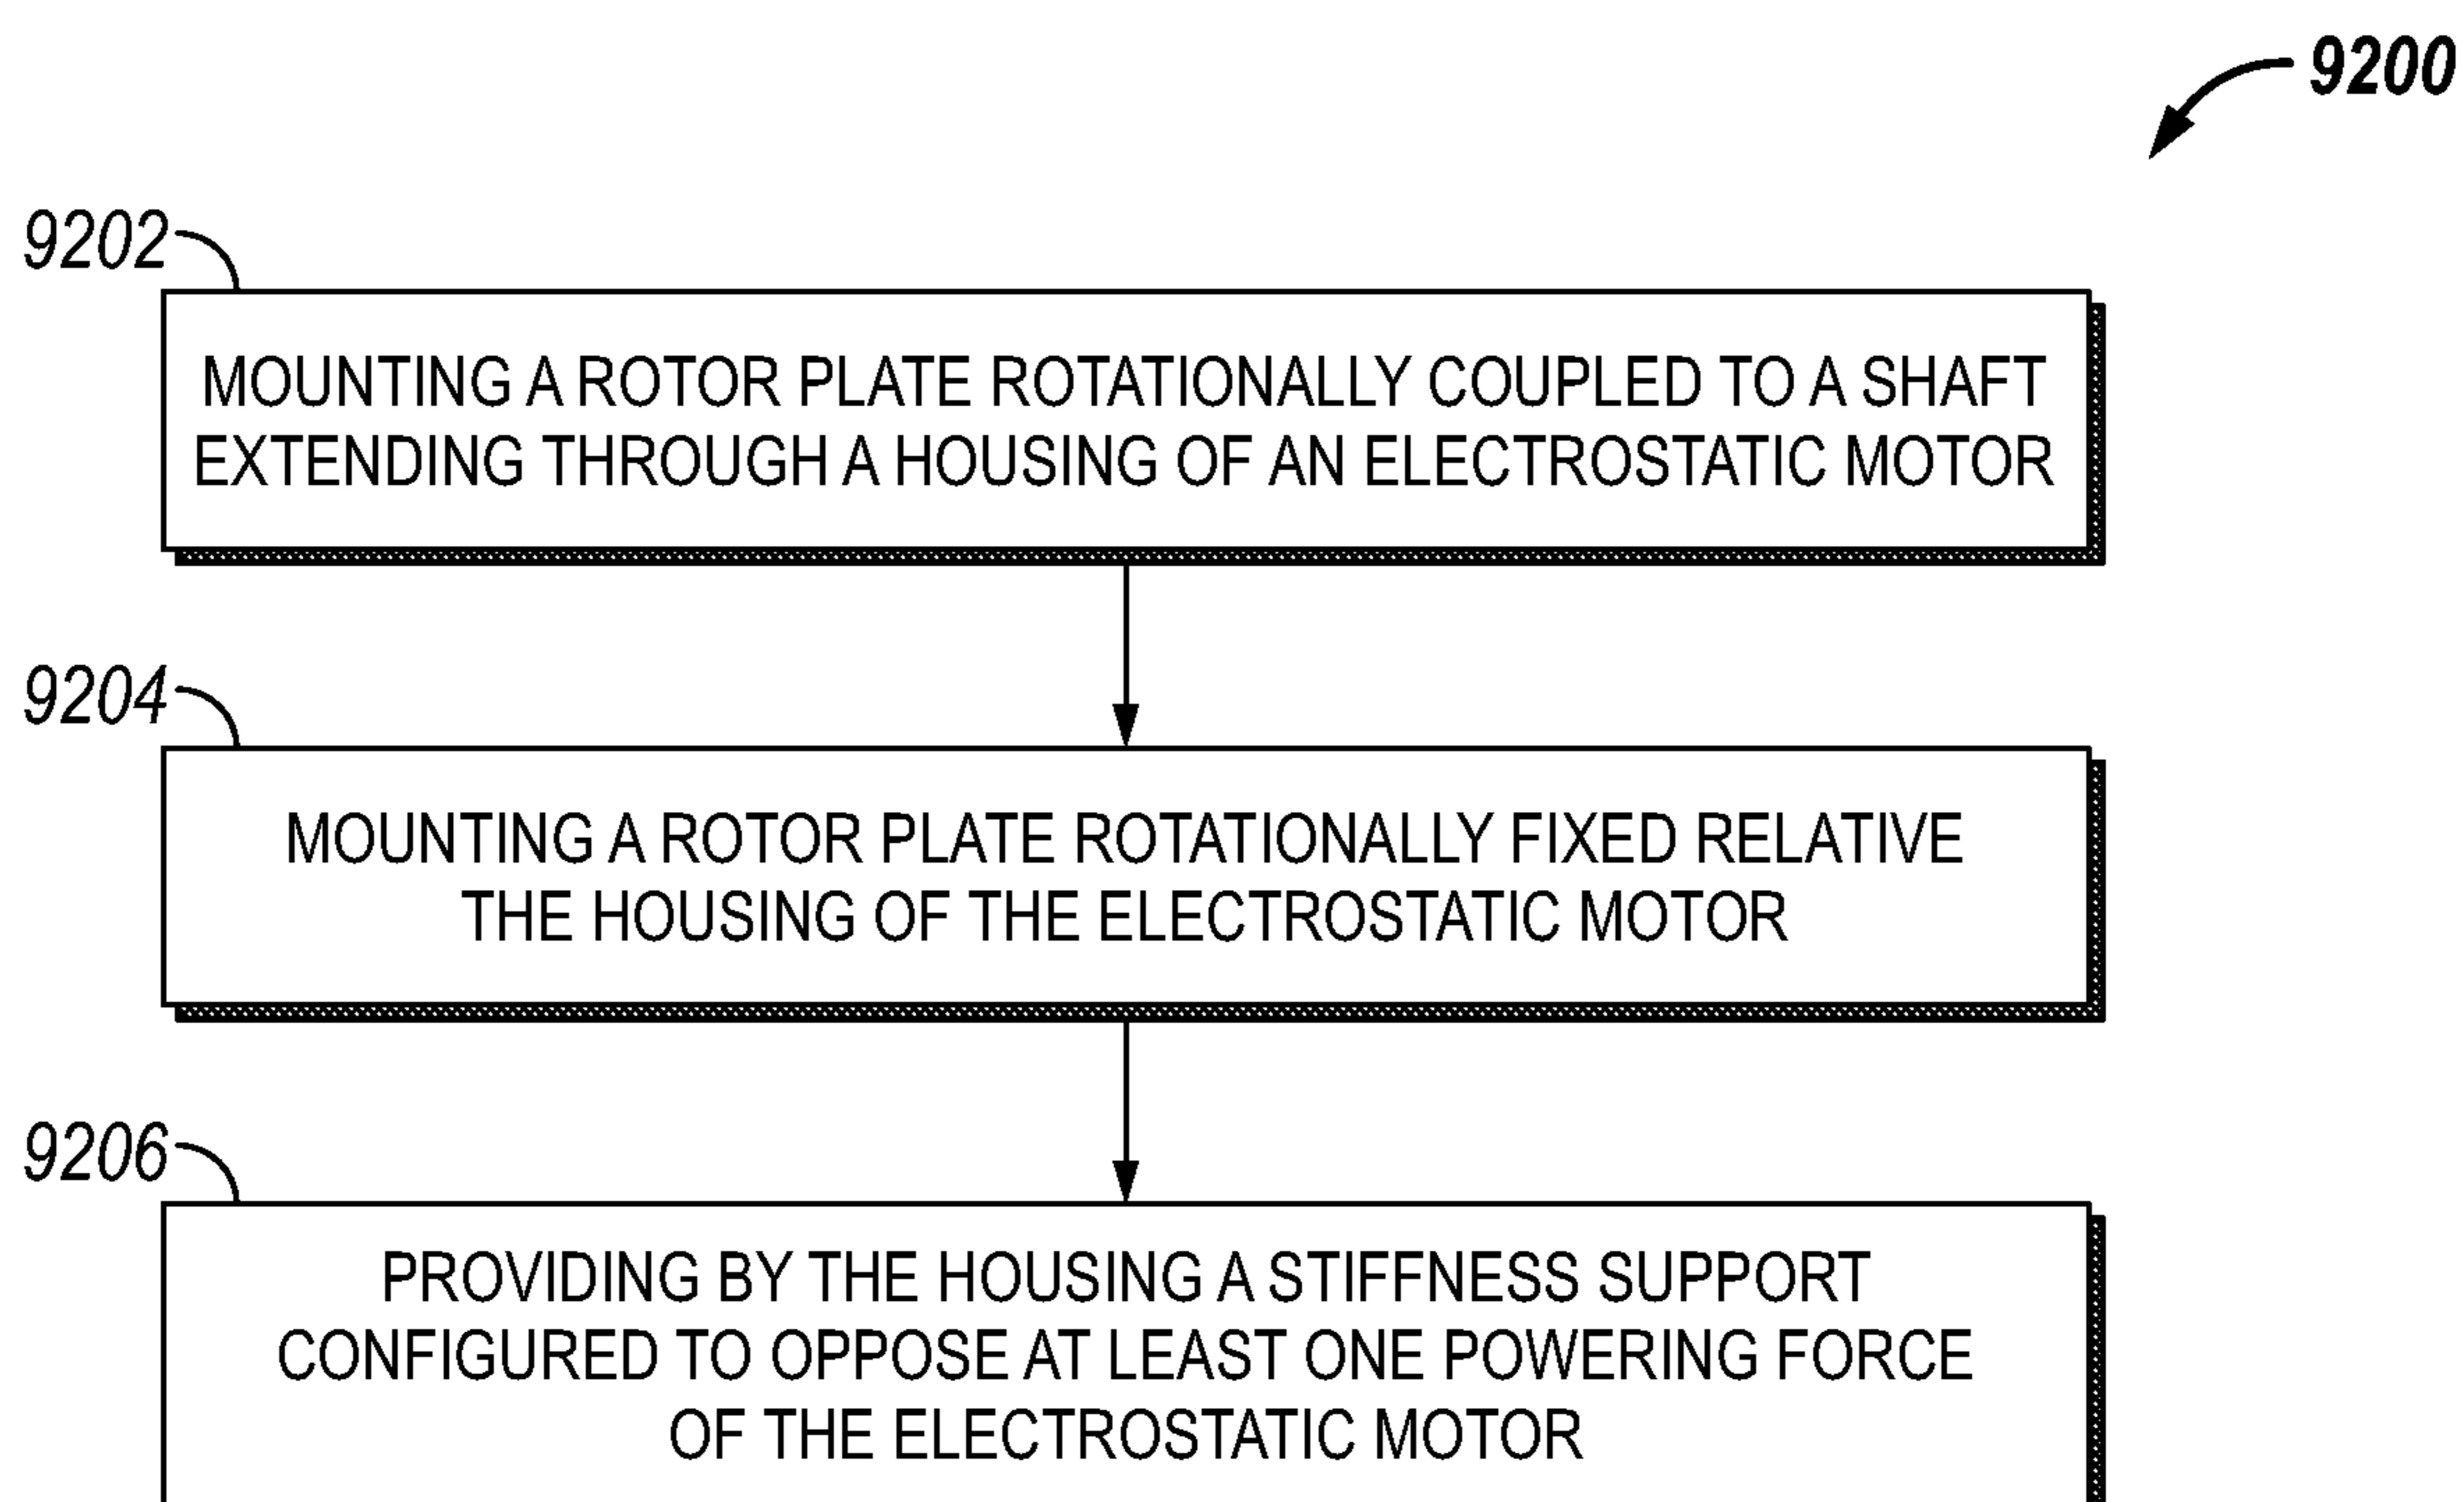 9200
9202
MOUNTING A ROTOR PLATE ROTATIONALLY COUPLED TO A SHAFT
EXTENDING THROUGH A HOUSING OF AN ELECTROSTATIC MOTOR
9204
MOUNTING A ROTOR PLATE ROTATIONALLY FIXED RELATIVE
THE HOUSING OF THE ELECTROSTATIC MOTOR
9206
PROVIDING BY THE HOUSING A STIFFNESS SUPPORT
CONFIGURED TO OPPOSE AT LEAST ONE POWERING FORCE
OF THE ELECTROSTATIC MOTOR